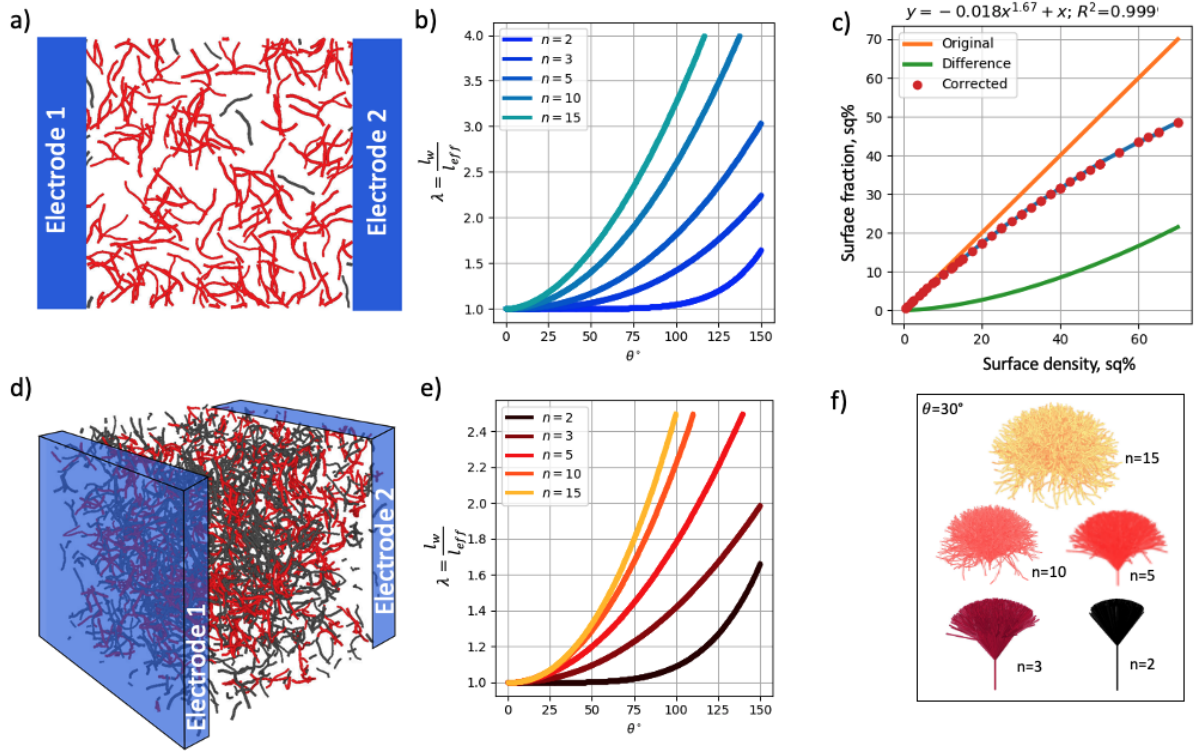 a)
Electrode 1
Electrode 2
b)
4.0
3.5
3.0
2.5
2.0
1.5
1.0
λ = l_w / l_eff
n = 2
n = 3
n = 5
n = 10
n = 15
0 25 50 75 100 125 150
θ°
c)
y = − 0.018x^1.67 + x; R²=0.999
Original
Difference
Corrected
70
60
50
40
30
20
10
0
Surface fraction, sq%
0 20 40 60
Surface density, sq%
d)
Electrode 1
Electrode 2
e)
2.4
2.2
2.0
1.8
1.6
1.4
1.2
1.0
λ = l_w / l_eff
n = 2
n = 3
n = 5
n = 10
n = 15
0 25 50 75 100 125 150
θ°
f)
θ=30°
n=15
n=10
n=5
n=3
n=2